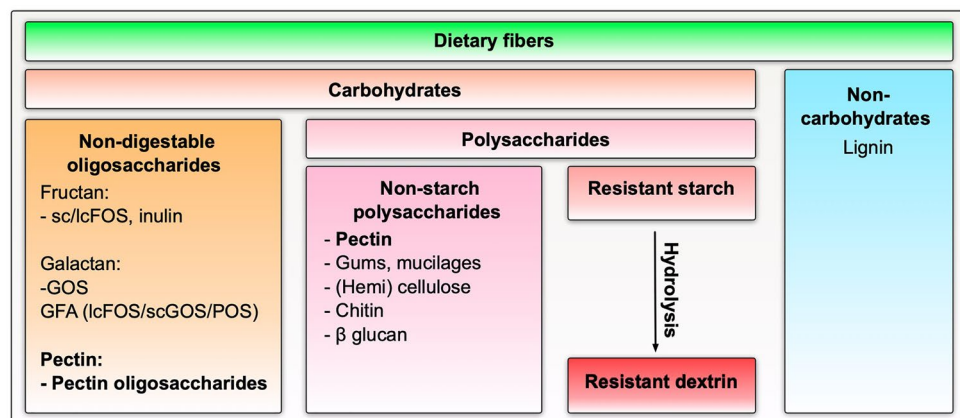 Dietary fibers
Carbohydrates
Non-digestable
oligosaccharides
Fructan:
- sc/lcFOS, inulin
Galactan:
-GOS
GFA (lcFOS/scGOS/POS)
Pectin:
- Pectin oligosaccharides
Polysaccharides
Non-starch
polysaccharides
- Pectin
- Gums, mucilages
- (Hemi) cellulose
- Chitin
- β glucan
Resistant starch
Hydrolysis
Resistant dextrin
Non-
carbohydrates
Lignin